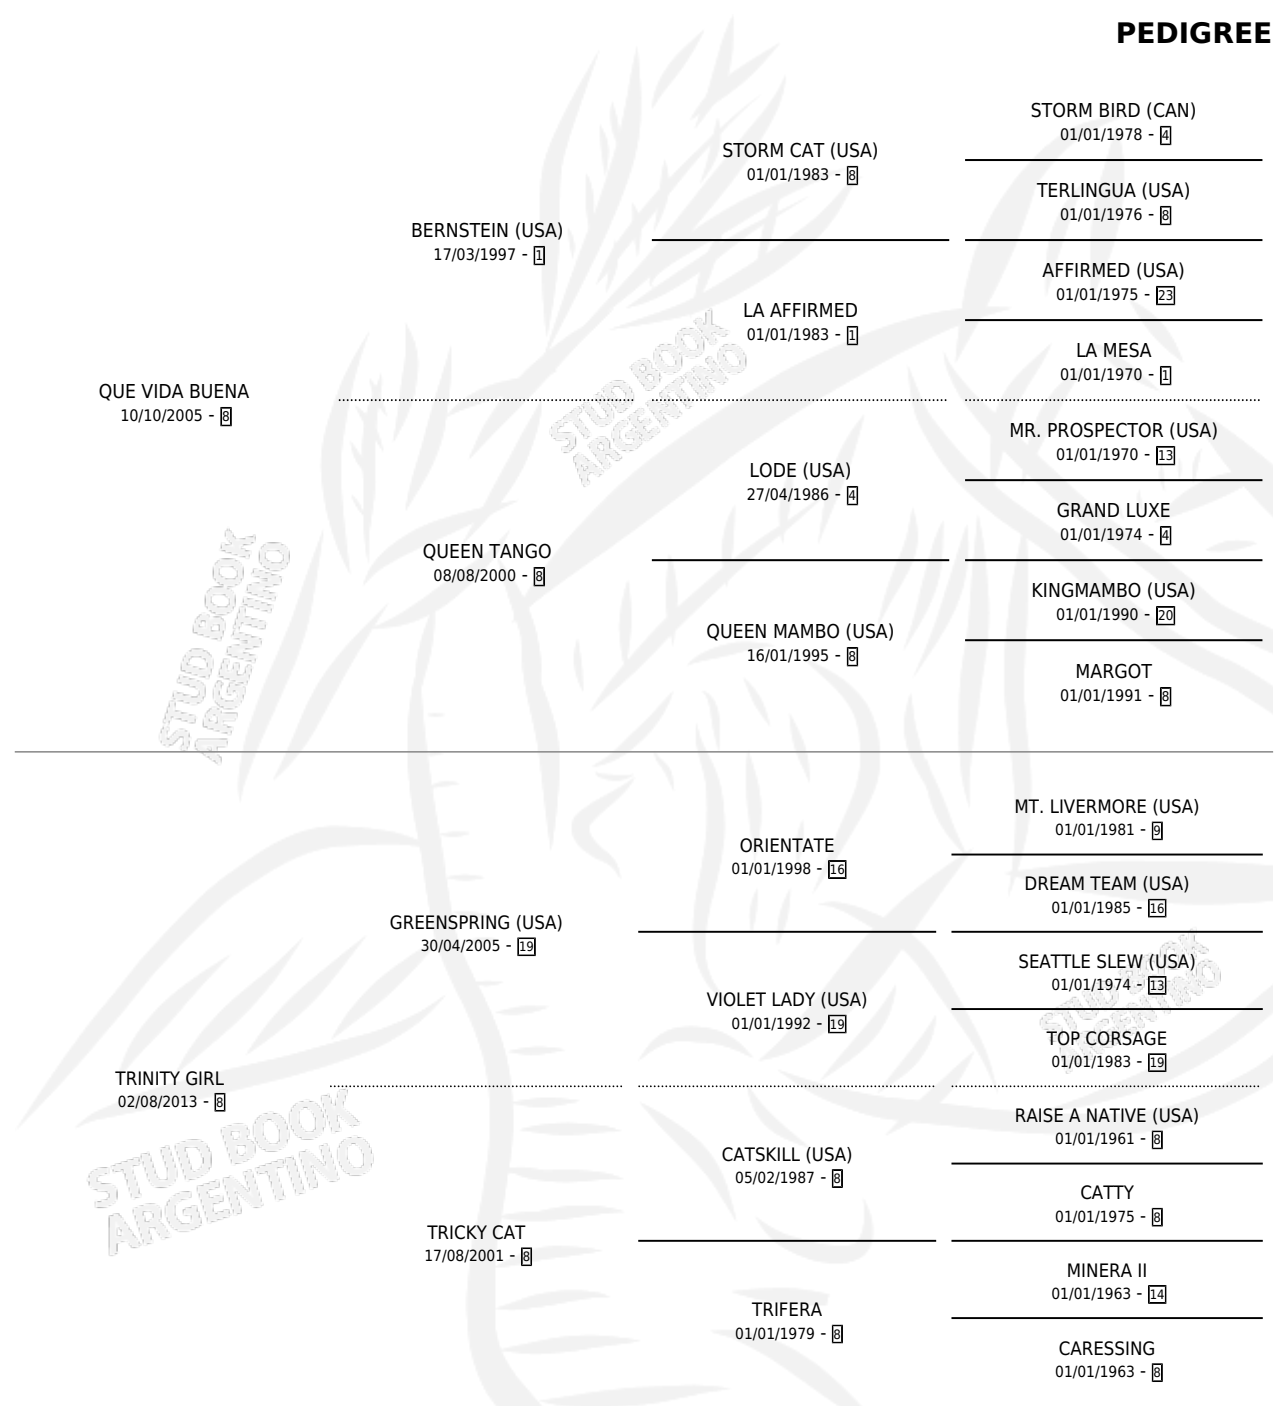 PEDIGREE
STORM BIRD (CAN)
01/01/1978 - 4
STORM CAT (USA)
01/01/1983 - 8
TERLINGUA (USA)
01/01/1976 - 8
BERNSTEIN (USA)
17/03/1997 - 1
AFFIRMED (USA)
01/01/1975 - 23
LA AFFIRMED
01/01/1983 - 1
LA MESA
01/01/1970 - 1
QUE VIDA BUENA
10/10/2005 - 8
MR. PROSPECTOR (USA)
01/01/1970 - 13
LODE (USA)
27/04/1986 - 4
GRAND LUXE
01/01/1974 - 4
QUEEN TANGO
08/08/2000 - 8
KINGMAMBO (USA)
01/01/1990 - 20
QUEEN MAMBO (USA)
16/01/1995 - 8
MARGOT
01/01/1991 - 8
MT. LIVERMORE (USA)
01/01/1981 - 9
ORIENTATE
01/01/1998 - 16
DREAM TEAM (USA)
01/01/1985 - 16
GREENSPRING (USA)
30/04/2005 - 19
SEATTLE SLEW (USA)
01/01/1974 - 13
VIOLET LADY (USA)
01/01/1992 - 19
TOP CORSAGE
01/01/1983 - 19
TRINITY GIRL
02/08/2013 - 8
RAISE A NATIVE (USA)
01/01/1961 - 8
CATSKILL (USA)
05/02/1987 - 8
CATTY
01/01/1975 - 8
TRICKY CAT
17/08/2001 - 8
MINERA II
01/01/1963 - 14
TRIFERA
01/01/1979 - 8
CARESSING
01/01/1963 - 8
STUD BOOK
ARGENTINO
STUD BOOK
ARGENTINO
STUD BOOK
ARGENTINO
STUD BOOK
ARGENTINO